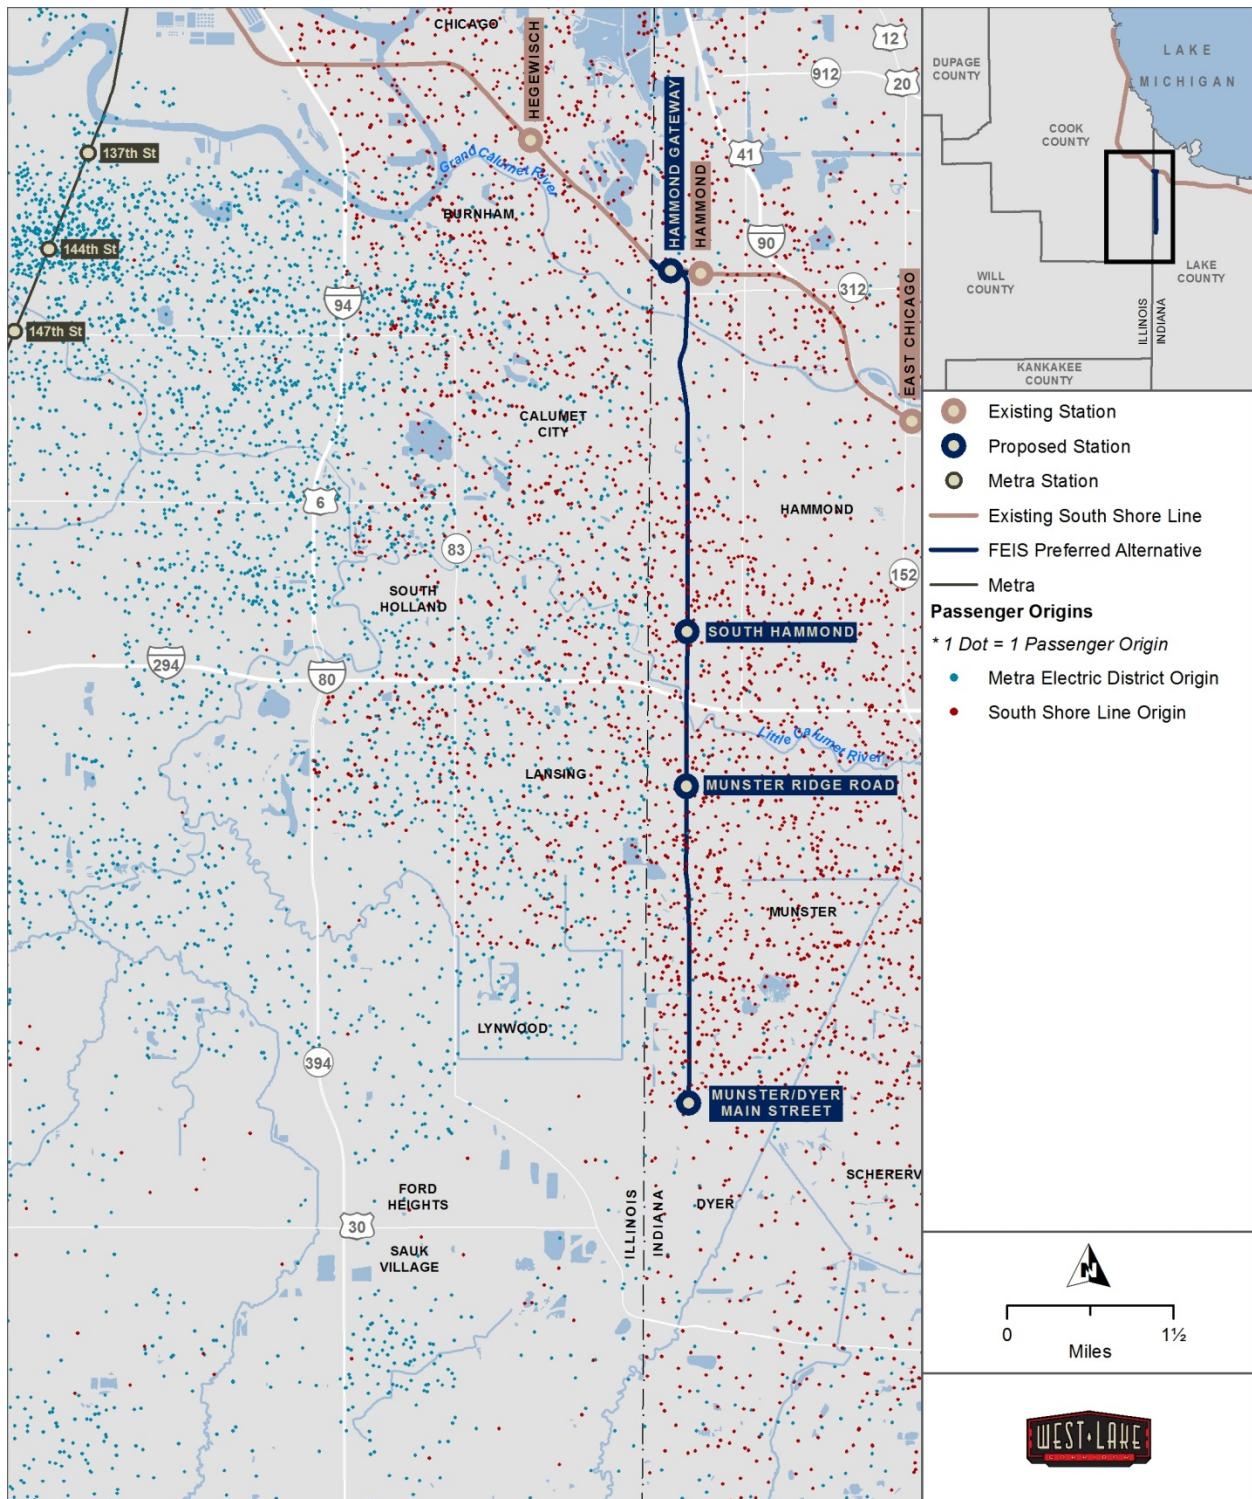 CHICAGO
12
912
20
HEGEWISCH
HAMMOND GATEWAY
HAMMOND
41
137th St
Grand Calumet River
BURNHAM
144th St
90
94
312
147th St
EAST CHICAGO
CALUMET
CITY
6
HAMMOND
83
152
SOUTH
HOLLAND
SOUTH HAMMOND
294
80
Little Calumet River
LANSING
MUNSTER RIDGE ROAD
MUNSTER
LYNWOOD
394
MUNSTER/DYER
MAIN STREET
SCHERERV
FORD
HEIGHTS
DYER
ILLINOIS
INDIANA
30
SAUK
VILLAGE
LAKE
MICHIGAN
DUPAGE
COUNTY
COOK
COUNTY
WILL
COUNTY
LAKE
COUNTY
ILLINOIS
INDIANA
KANKAKEE
COUNTY
Existing Station
Proposed Station
Metra Station
Existing South Shore Line
FEIS Preferred Alternative
Metra
Passenger Origins
* 1 Dot = 1 Passenger Origin
Metra Electric District Origin
South Shore Line Origin
N
0 1½
Miles
WEST LAKE